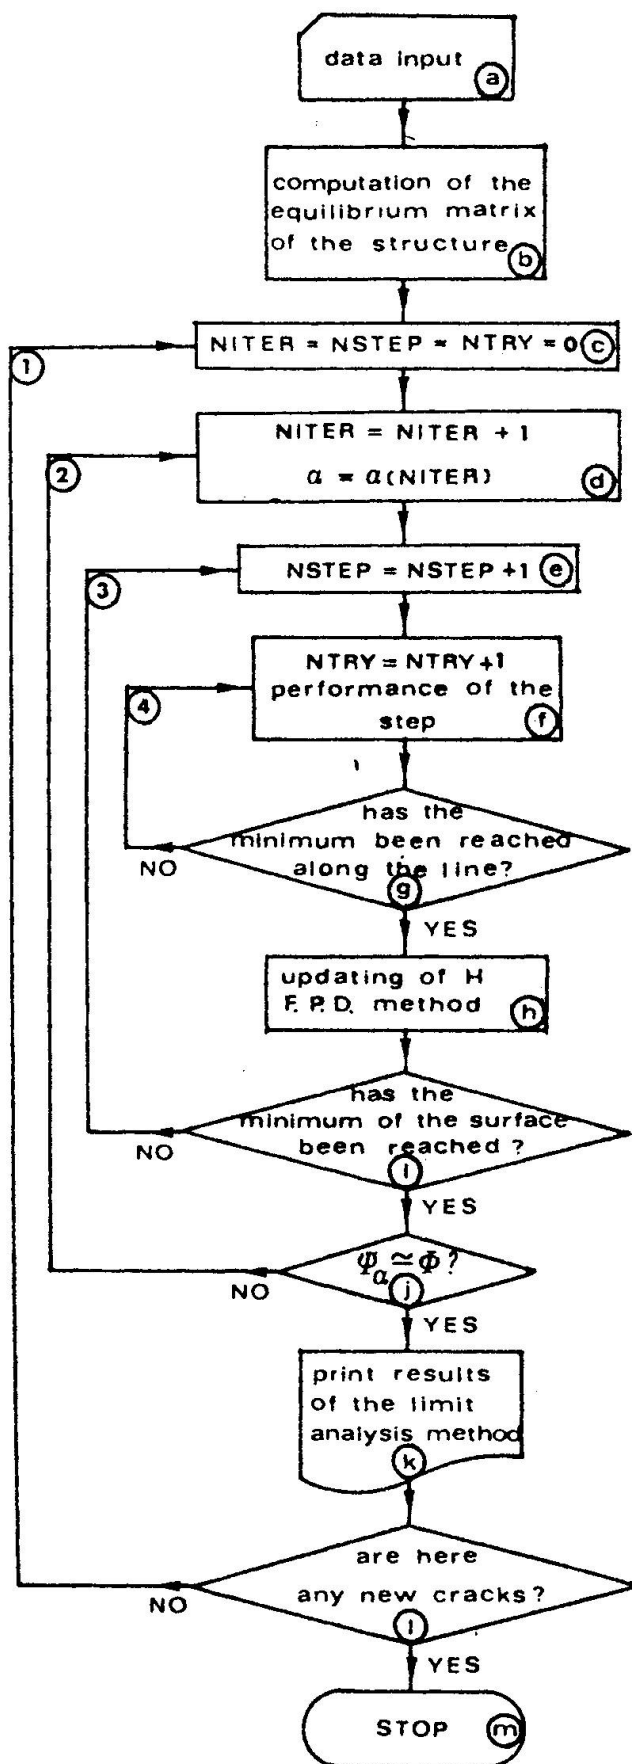 data input
a
computation of the
equilibrium matrix
of the structure
b
1
NITER = NSTEP = NTRY = 0
c
NITER = NITER + 1
2
α = α(NITER)
d
3
NSTEP = NSTEP +1
e
NTRY = NTRY+1
4
performance of the
step
f
has the
minimum been reached
along the line?
NO
g
YES
updating of H
F.P.D. method
h
has the
minimum of the surface
been reached?
NO
i
YES
Ψα ≃ Φ?
j
NO
YES
print results
of the limit
analysis method
k
are here
any new cracks?
NO
l
YES
STOP
m